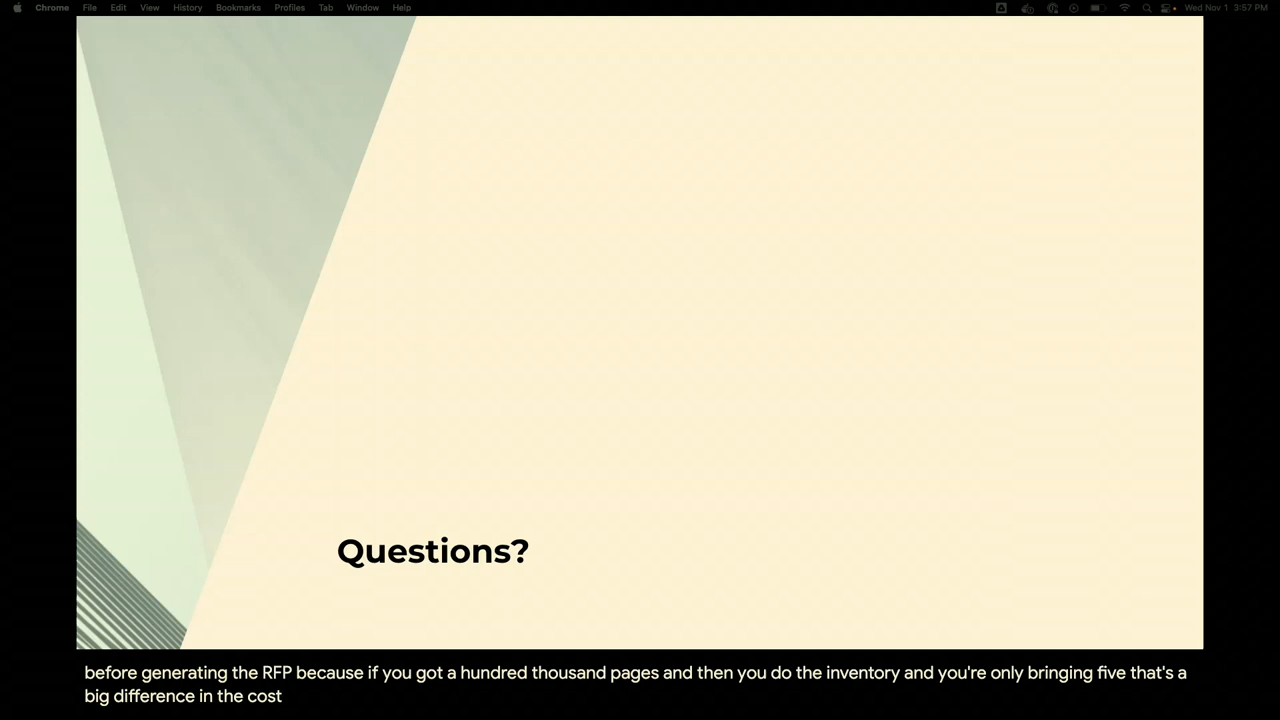 Chrome File Edit View History Bookmarks Profiles Tab Window Help Wed Nov 1 3:57 PM
Questions?
before generating the RFP because if you got a hundred thousand pages and then you do the inventory and you're only bringing five that's a
big difference in the cost